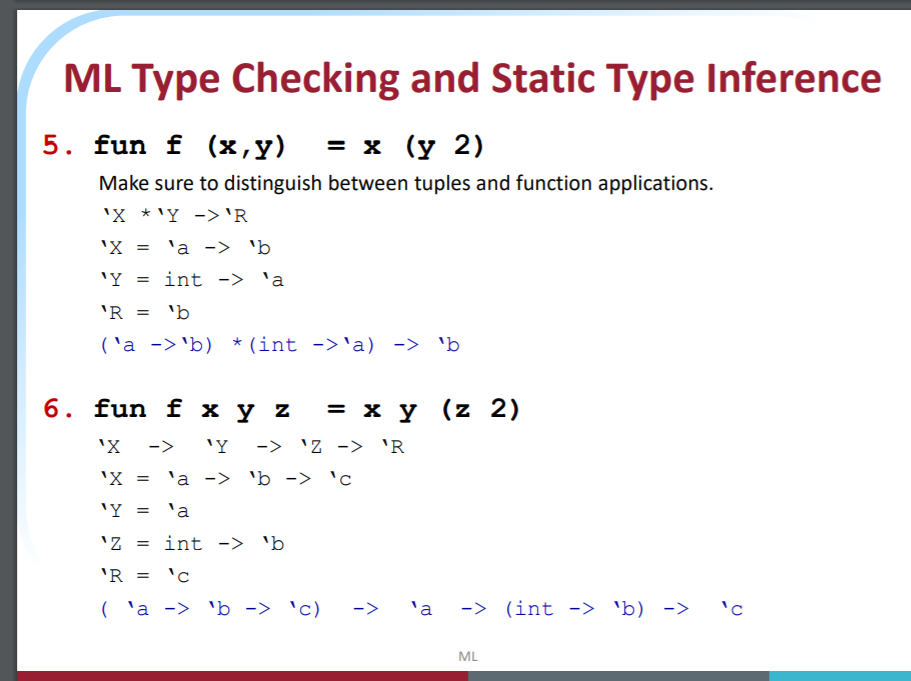 ML Type Checking and Static Type Inference
5. fun f (x,y) = x (y 2)
Make sure to distinguish between tuples and function applications.
‘X *‘Y ->‘R
‘X = ‘a -> ‘b
‘Y = int -> ‘a
‘R = ‘b
(‘a ->‘b) *(int ->‘a) -> ‘b
6. fun f x y z = x y (z 2)
‘X -> ‘Y -> ‘Z -> ‘R
‘X = ‘a -> ‘b -> ‘c
‘Y = ‘a
‘Z = int -> ‘b
‘R = ‘c
( ‘a -> ‘b -> ‘c) -> ‘a -> (int -> ‘b) -> ‘c
ML